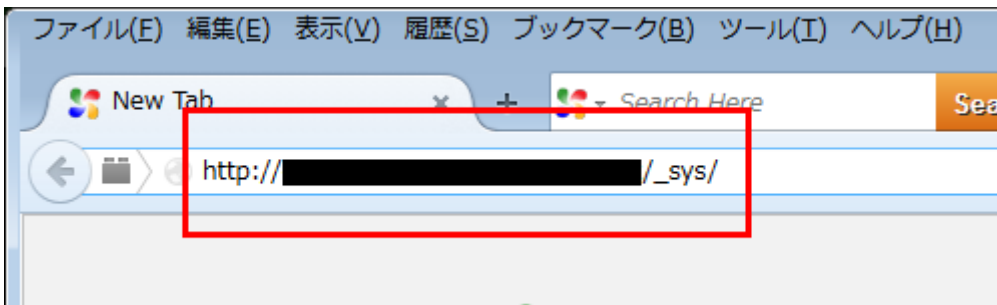 ファイル(F) 編集(E) 表示(V) 履歴(S) ブックマーク(B) ツール(T) ヘルプ(H)
New Tab × + Search Here Sea
http:// /_sys/